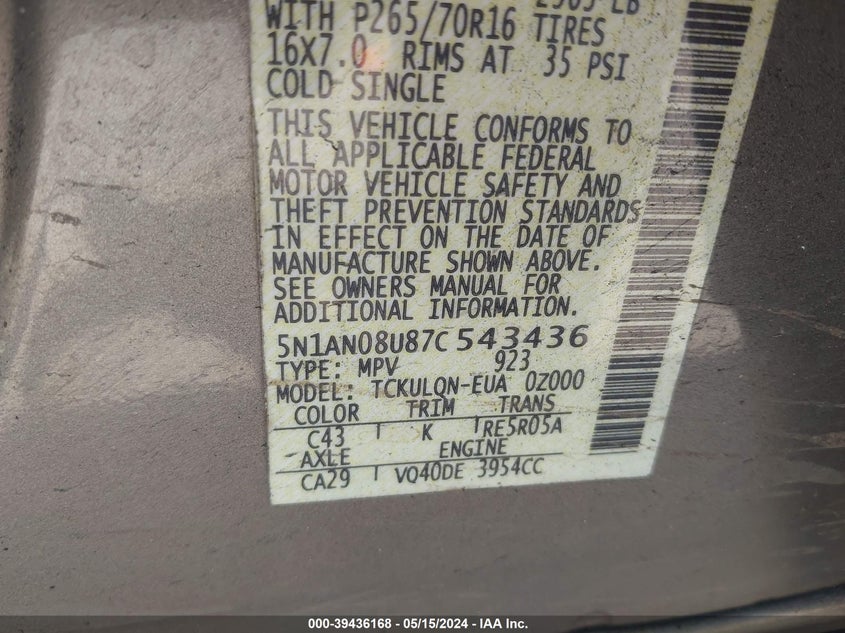 2505 LB
WITH P265/70R16 TIRES
16X7.0 RIMS AT 35 PSI
COLD SINGLE
THIS VEHICLE CONFORMS TO
ALL APPLICABLE FEDERAL
MOTOR VEHICLE SAFETY AND
THEFT PREVENTION STANDARDS
IN EFFECT ON THE DATE OF
MANUFACTURE SHOWN ABOVE.
SEE OWNERS MANUAL FOR
ADDITIONAL INFORMATION.
5N1AN08U87C543436
TYPE: MPV 923
MODEL: TCKULQN-EUA 0Z000
COLOR TRIM TRANS
C43 K RE5R05A
AXLE ENGINE
CA29 VQ40DE 3954CC
000-39436168 - 05/15/2024 - IAA Inc.